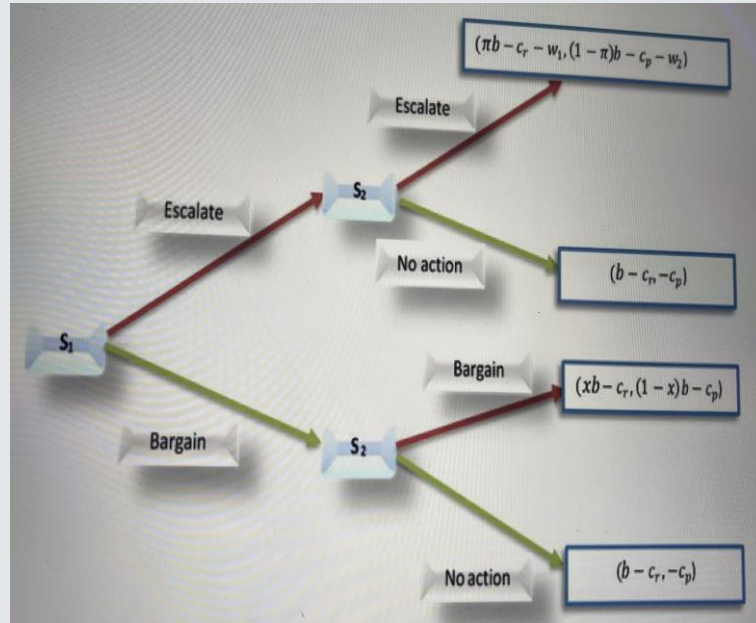 (πb − c_r − w_1, (1 − π)b − c_p − w_2)
Escalate
S_2
Escalate
No action
(b − c_r, −c_p)
S_1
Bargain
(xb − c_r, (1 − x)b − c_p)
Bargain
S_2
No action
(b − c_r, −c_p)